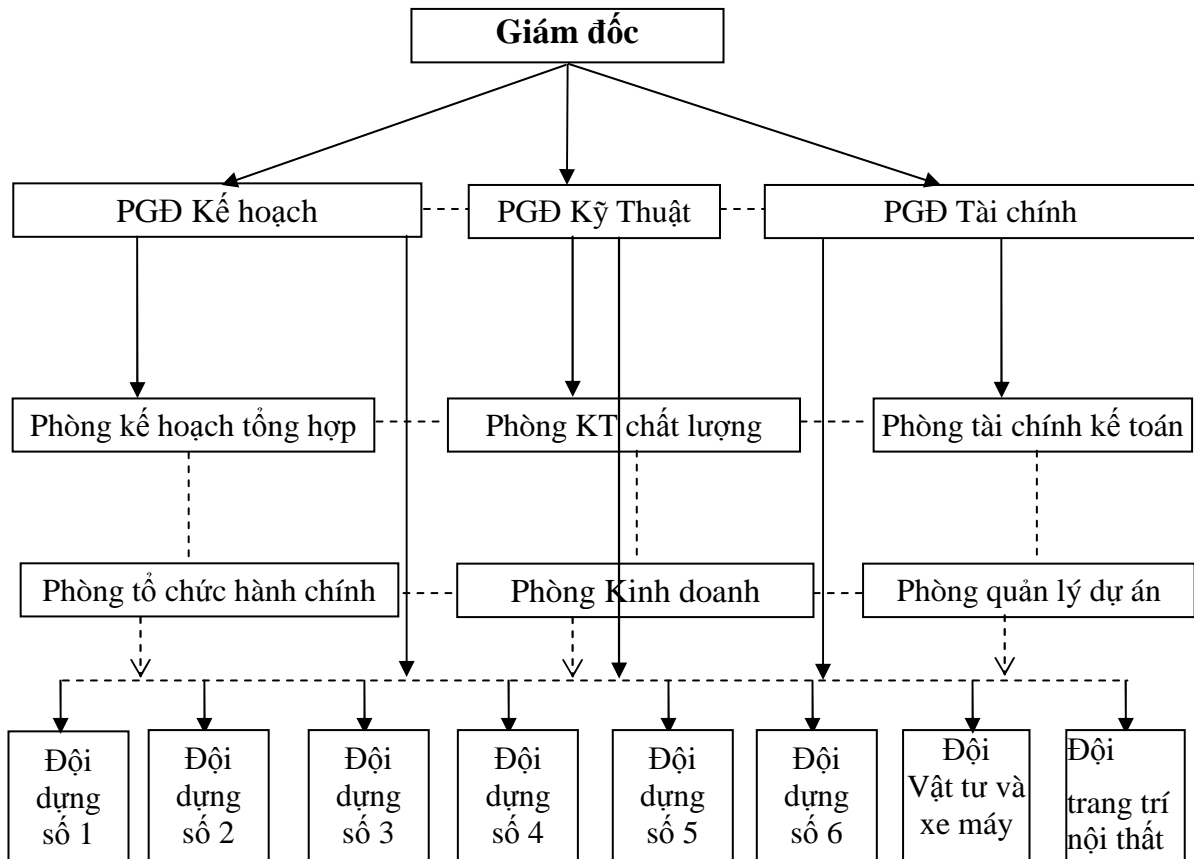 Giám đốc
PGĐ Kế hoạch
PGĐ Kỹ Thuật
PGĐ Tài chính
Phòng kế hoạch tổng hợp
Phòng KT chất lượng
Phòng tài chính kế toán
Phòng tổ chức hành chính
Phòng Kinh doanh
Phòng quản lý dự án
Đội
dựng
số 1
Đội
dựng
số 2
Đội
dựng
số 3
Đội
dựng
số 4
Đội
dựng
số 5
Đội
dựng
số 6
Đội
Vật tư và
xe máy
Đội
trang trí
nội thất